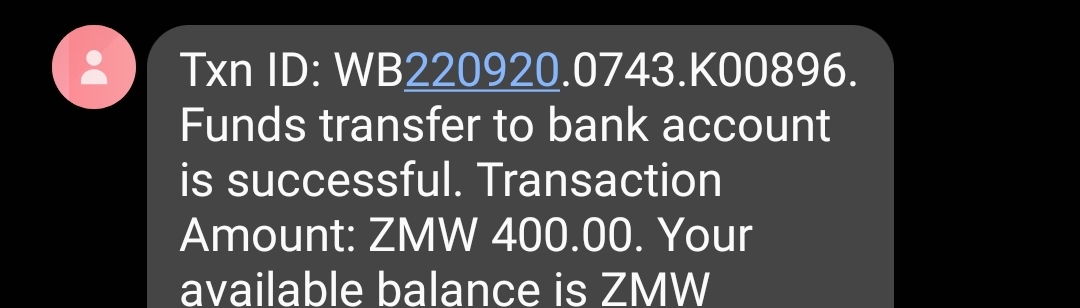 Txn ID: WB220920.0743.K00896.
Funds transfer to bank account
is successful. Transaction
Amount: ZMW 400.00. Your
available balance is ZMW